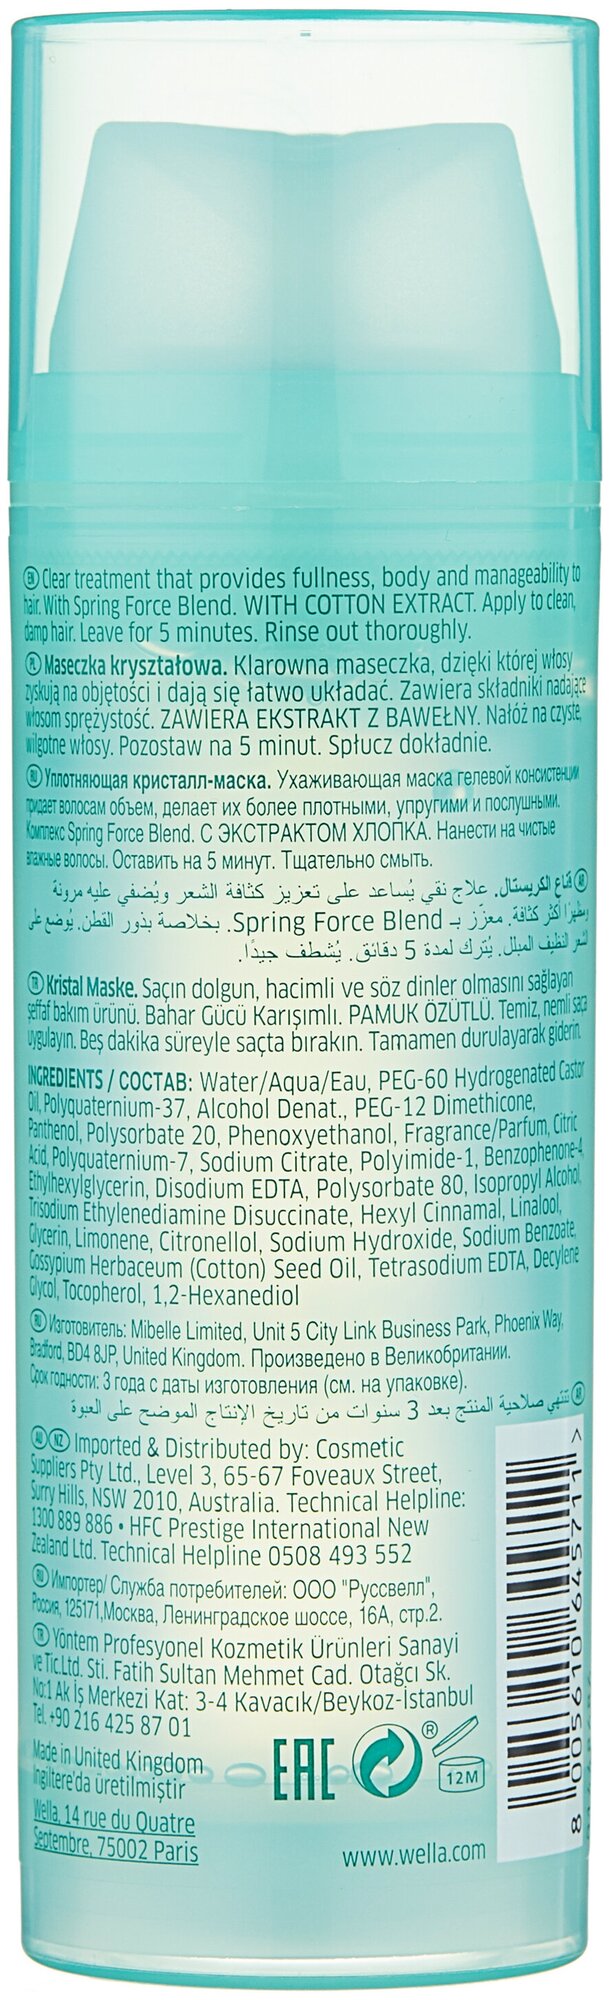 EN Clear treatment that provides fullness, body and manageability to
hair. With Spring Force Blend. WITH COTTON EXTRACT. Apply to clean,
damp hair. Leave for 5 minutes. Rinse out thoroughly.
PL Maseczka kryształowa. Klarowna maseczka, dzięki której włosy
zyskują na objętości i dają się łatwo układać. Zawiera składniki nadające
włosom sprężystość. ZAWIERA EKSTRAKT Z BAWEŁNY. Nałóż na czyste,
wilgotne włosy. Pozostaw na 5 minut. Spłucz dokładnie.
RU Уплотняющая кристалл-маска. Ухаживающая маска гелевой консистенции
придает волосам объем, делает их более плотными, упругими и послушными.
Комплекс Spring Force Blend. С ЭКСТРАКТОМ ХЛОПКА. Нанести на чистые
влажные волосы. Оставить на 5 минут. Тщательно смыть.
AR قناع الكريستال. علاج نقي يُساعد على تعزيز كثافة الشعر ويُضفي عليه مرونة
ومظهرًا أكثر كثافة. معزّز بـ Spring Force Blend. بخلاصة بذور القطن. يُوضع على
الشعر النظيف المبلل. يُترك لمدة 5 دقائق. يُشطف جيدًا.
TR Kristal Maske. Saçın dolgun, hacimli ve söz dinler olmasını sağlayan
şeffaf bakım ürünü. Bahar Gücü Karışımlı. PAMUK ÖZÜTLÜ. Temiz, nemli saça
uygulayın. Beş dakika süreyle saçta bırakın. Tamamen durulayarak giderin.
INGREDIENTS / СОСТАВ: Water/Aqua/Eau, PEG-60 Hydrogenated Castor
Oil, Polyquaternium-37, Alcohol Denat., PEG-12 Dimethicone,
Panthenol, Polysorbate 20, Phenoxyethanol, Fragrance/Parfum, Citric
Acid, Polyquaternium-7, Sodium Citrate, Polyimide-1, Benzophenone-4,
Ethylhexylglycerin, Disodium EDTA, Polysorbate 80, Isopropyl Alcohol,
Trisodium Ethylenediamine Disuccinate, Hexyl Cinnamal, Linalool,
Glycerin, Limonene, Citronellol, Sodium Hydroxide, Sodium Benzoate,
Gossypium Herbaceum (Cotton) Seed Oil, Tetrasodium EDTA, Decylene
Glycol, Tocopherol, 1,2-Hexanediol
RU Изготовитель: Mibelle Limited, Unit 5 City Link Business Park, Phoenix Way,
Bradford, BD4 8JP, United Kingdom. Произведено в Великобритании.
Срок годности: 3 года с даты изготовления (см. на упаковке).
AR تنتهي صلاحية المنتج بعد 3 سنوات من تاريخ الإنتاج الموضح على العبوة
AU NZ Imported & Distributed by: Cosmetic
Suppliers Pty Ltd., Level 3, 65-67 Foveaux Street,
Surry Hills, NSW 2010, Australia. Technical Helpline:
1300 889 886 • HFC Prestige International New
Zealand Ltd. Technical Helpline 0508 493 552
RU Импортер/ Служба потребителей: ООО "Руссвелл",
Россия, 125171,Москва, Ленинградское шоссе, 16А, стр.2.
TR Yöntem Profesyonel Kozmetik Ürünleri Sanayi
ve Tic.Ltd. Sti. Fatih Sultan Mehmet Cad. Otağcı Sk.
No:1 Ak İş Merkezi Kat: 3-4 Kavacık/Beykoz-İstanbul
Tel. +90 216 425 87 01
Made in United Kingdom
İngiltere'da üretilmiştir
Wella, 14 rue du Quatre
Septembre, 75002 Paris
EAC
®
12M
www.wella.com
8 005610 645711 >